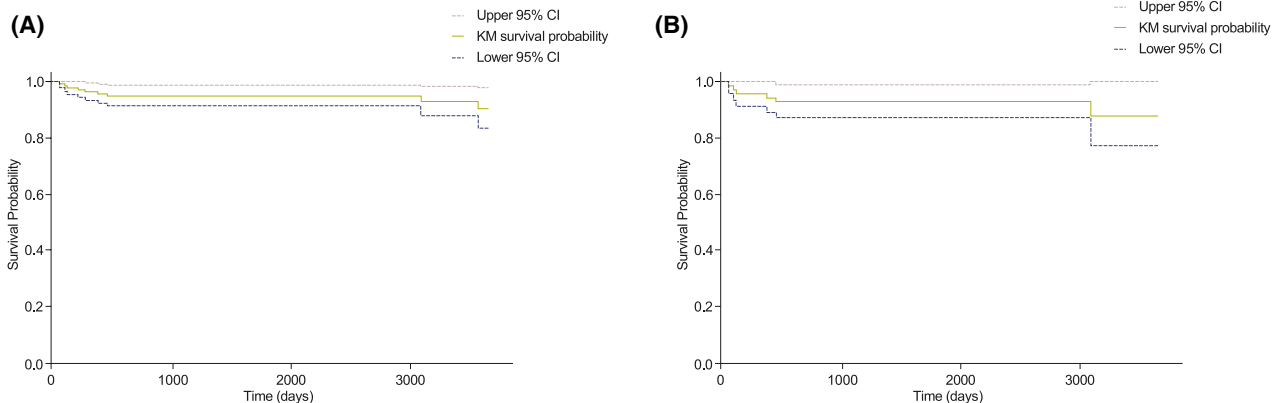 (A)
Upper 95% CI
KM survival probability
Lower 95% CI
1.0
0.8
0.6
0.4
0.2
0.0
Survival Probability
0 1000 2000 3000
Time (days)
(B)
Upper 95% CI
KM survival probability
Lower 95% CI
1.0
0.8
0.6
0.4
0.2
0.0
Survival Probability
0 1000 2000 3000
Time (days)